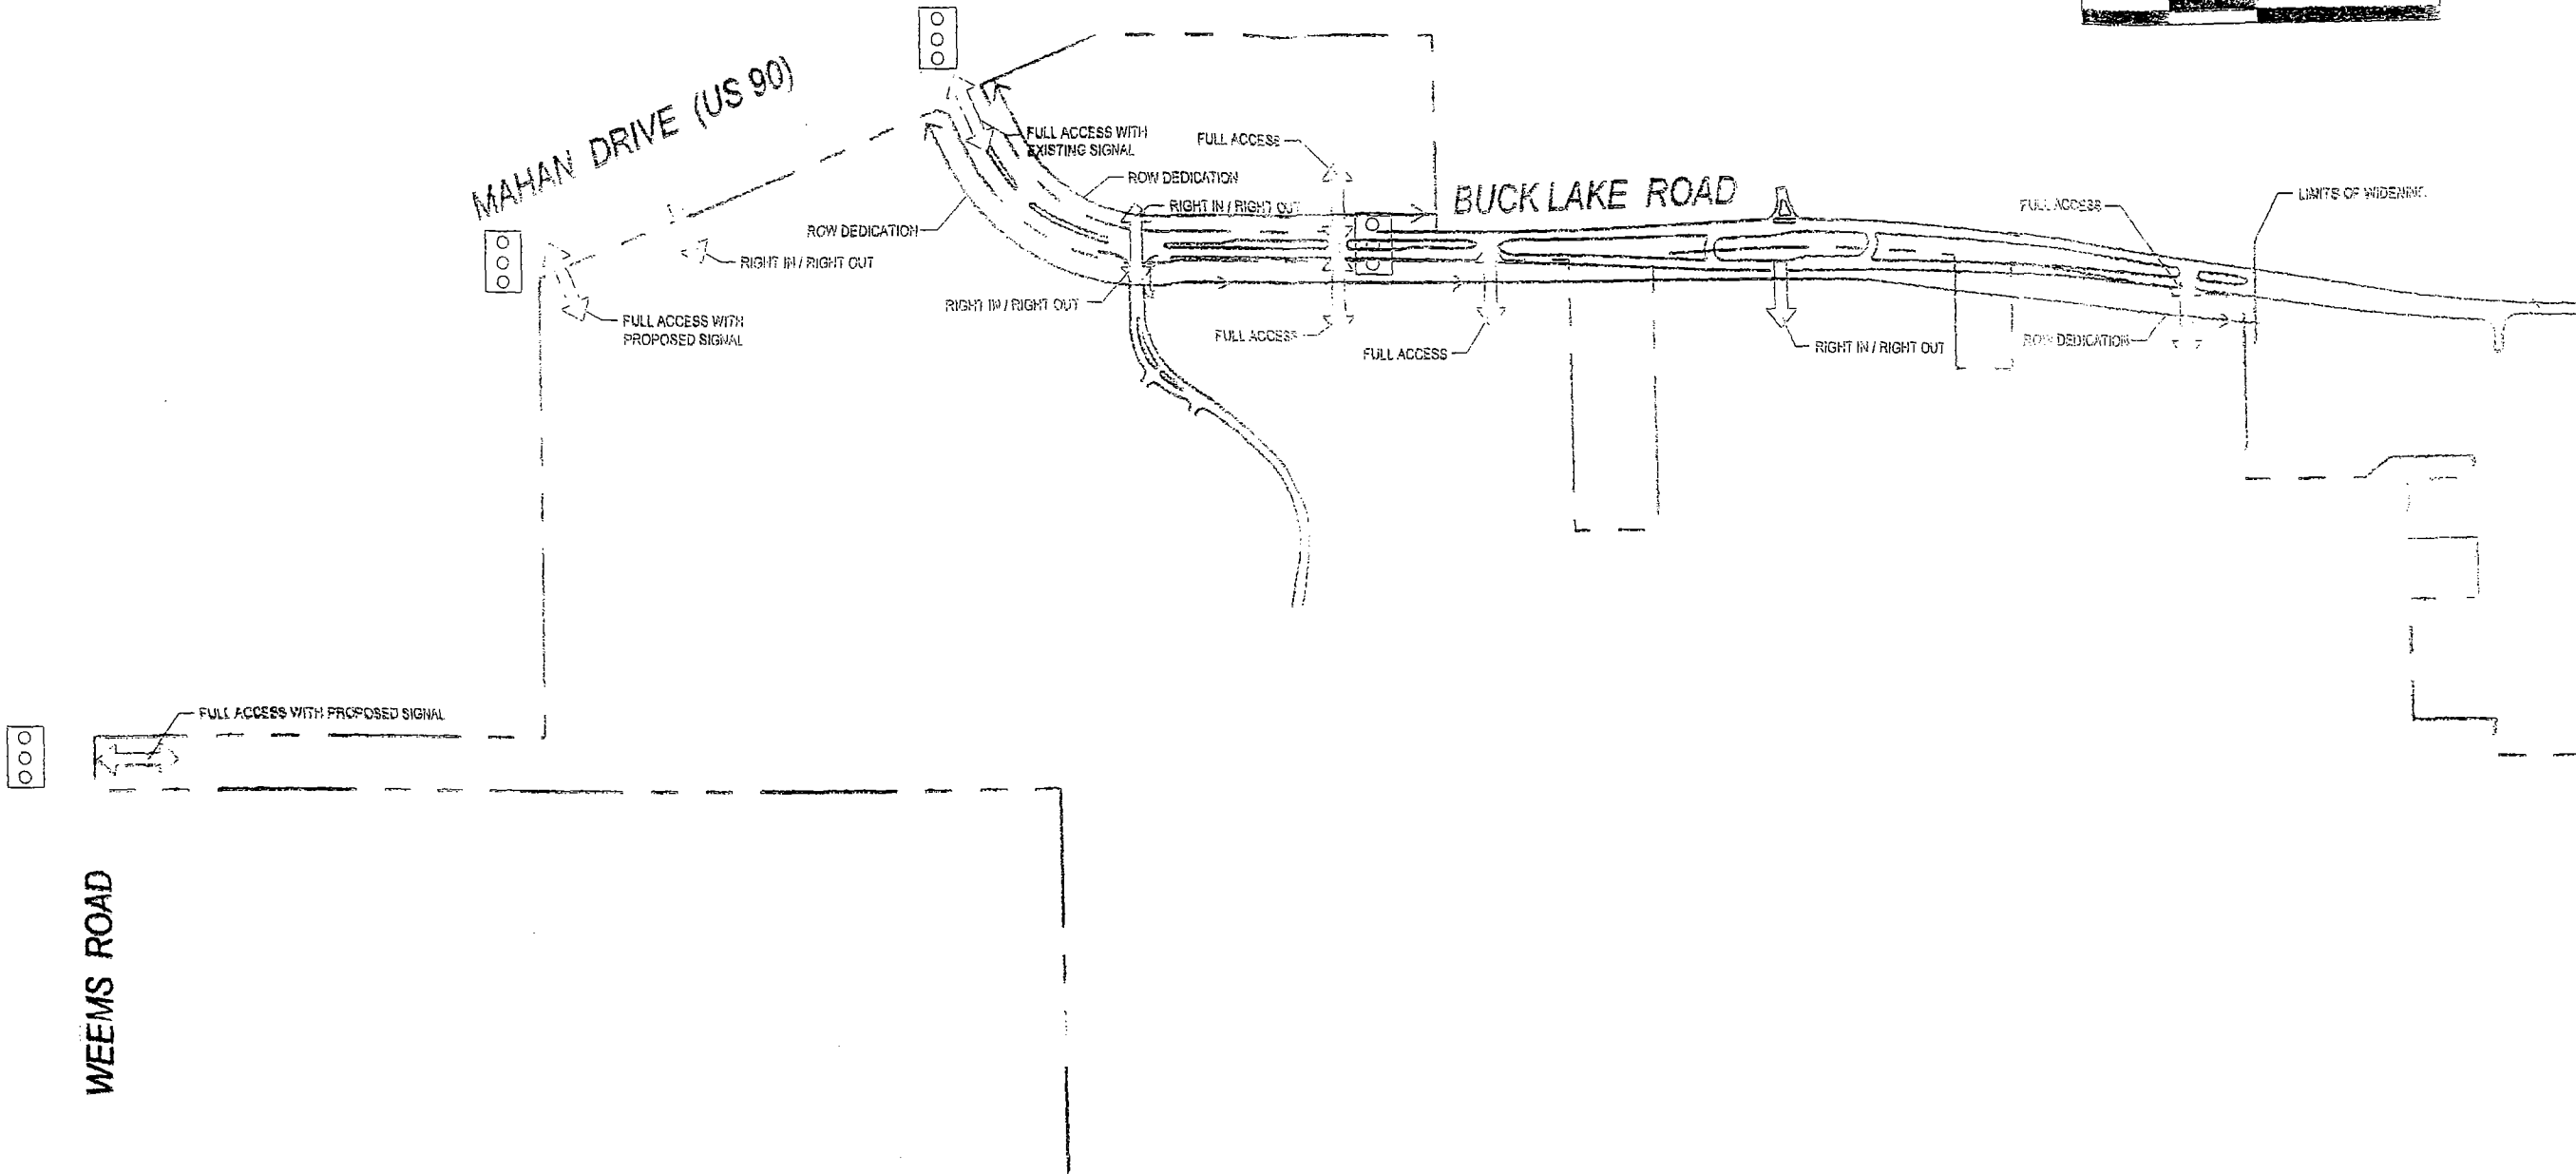 MAHAN DRIVE (US 90)
FULL ACCESS WITH
EXISTING SIGNAL
FULL ACCESS
ROW DEDICATION
RIGHT IN / RIGHT OUT
BUCK LAKE ROAD
FULL ACCESS
LIMITS OF WIDENING
ROW DEDICATION
RIGHT IN / RIGHT OUT
RIGHT IN / RIGHT OUT
FULL ACCESS WITH
PROPOSED SIGNAL
FULL ACCESS
FULL ACCESS
RIGHT IN / RIGHT OUT
ROW DEDICATION
FULL ACCESS WITH PROPOSED SIGNAL
WEEMS ROAD